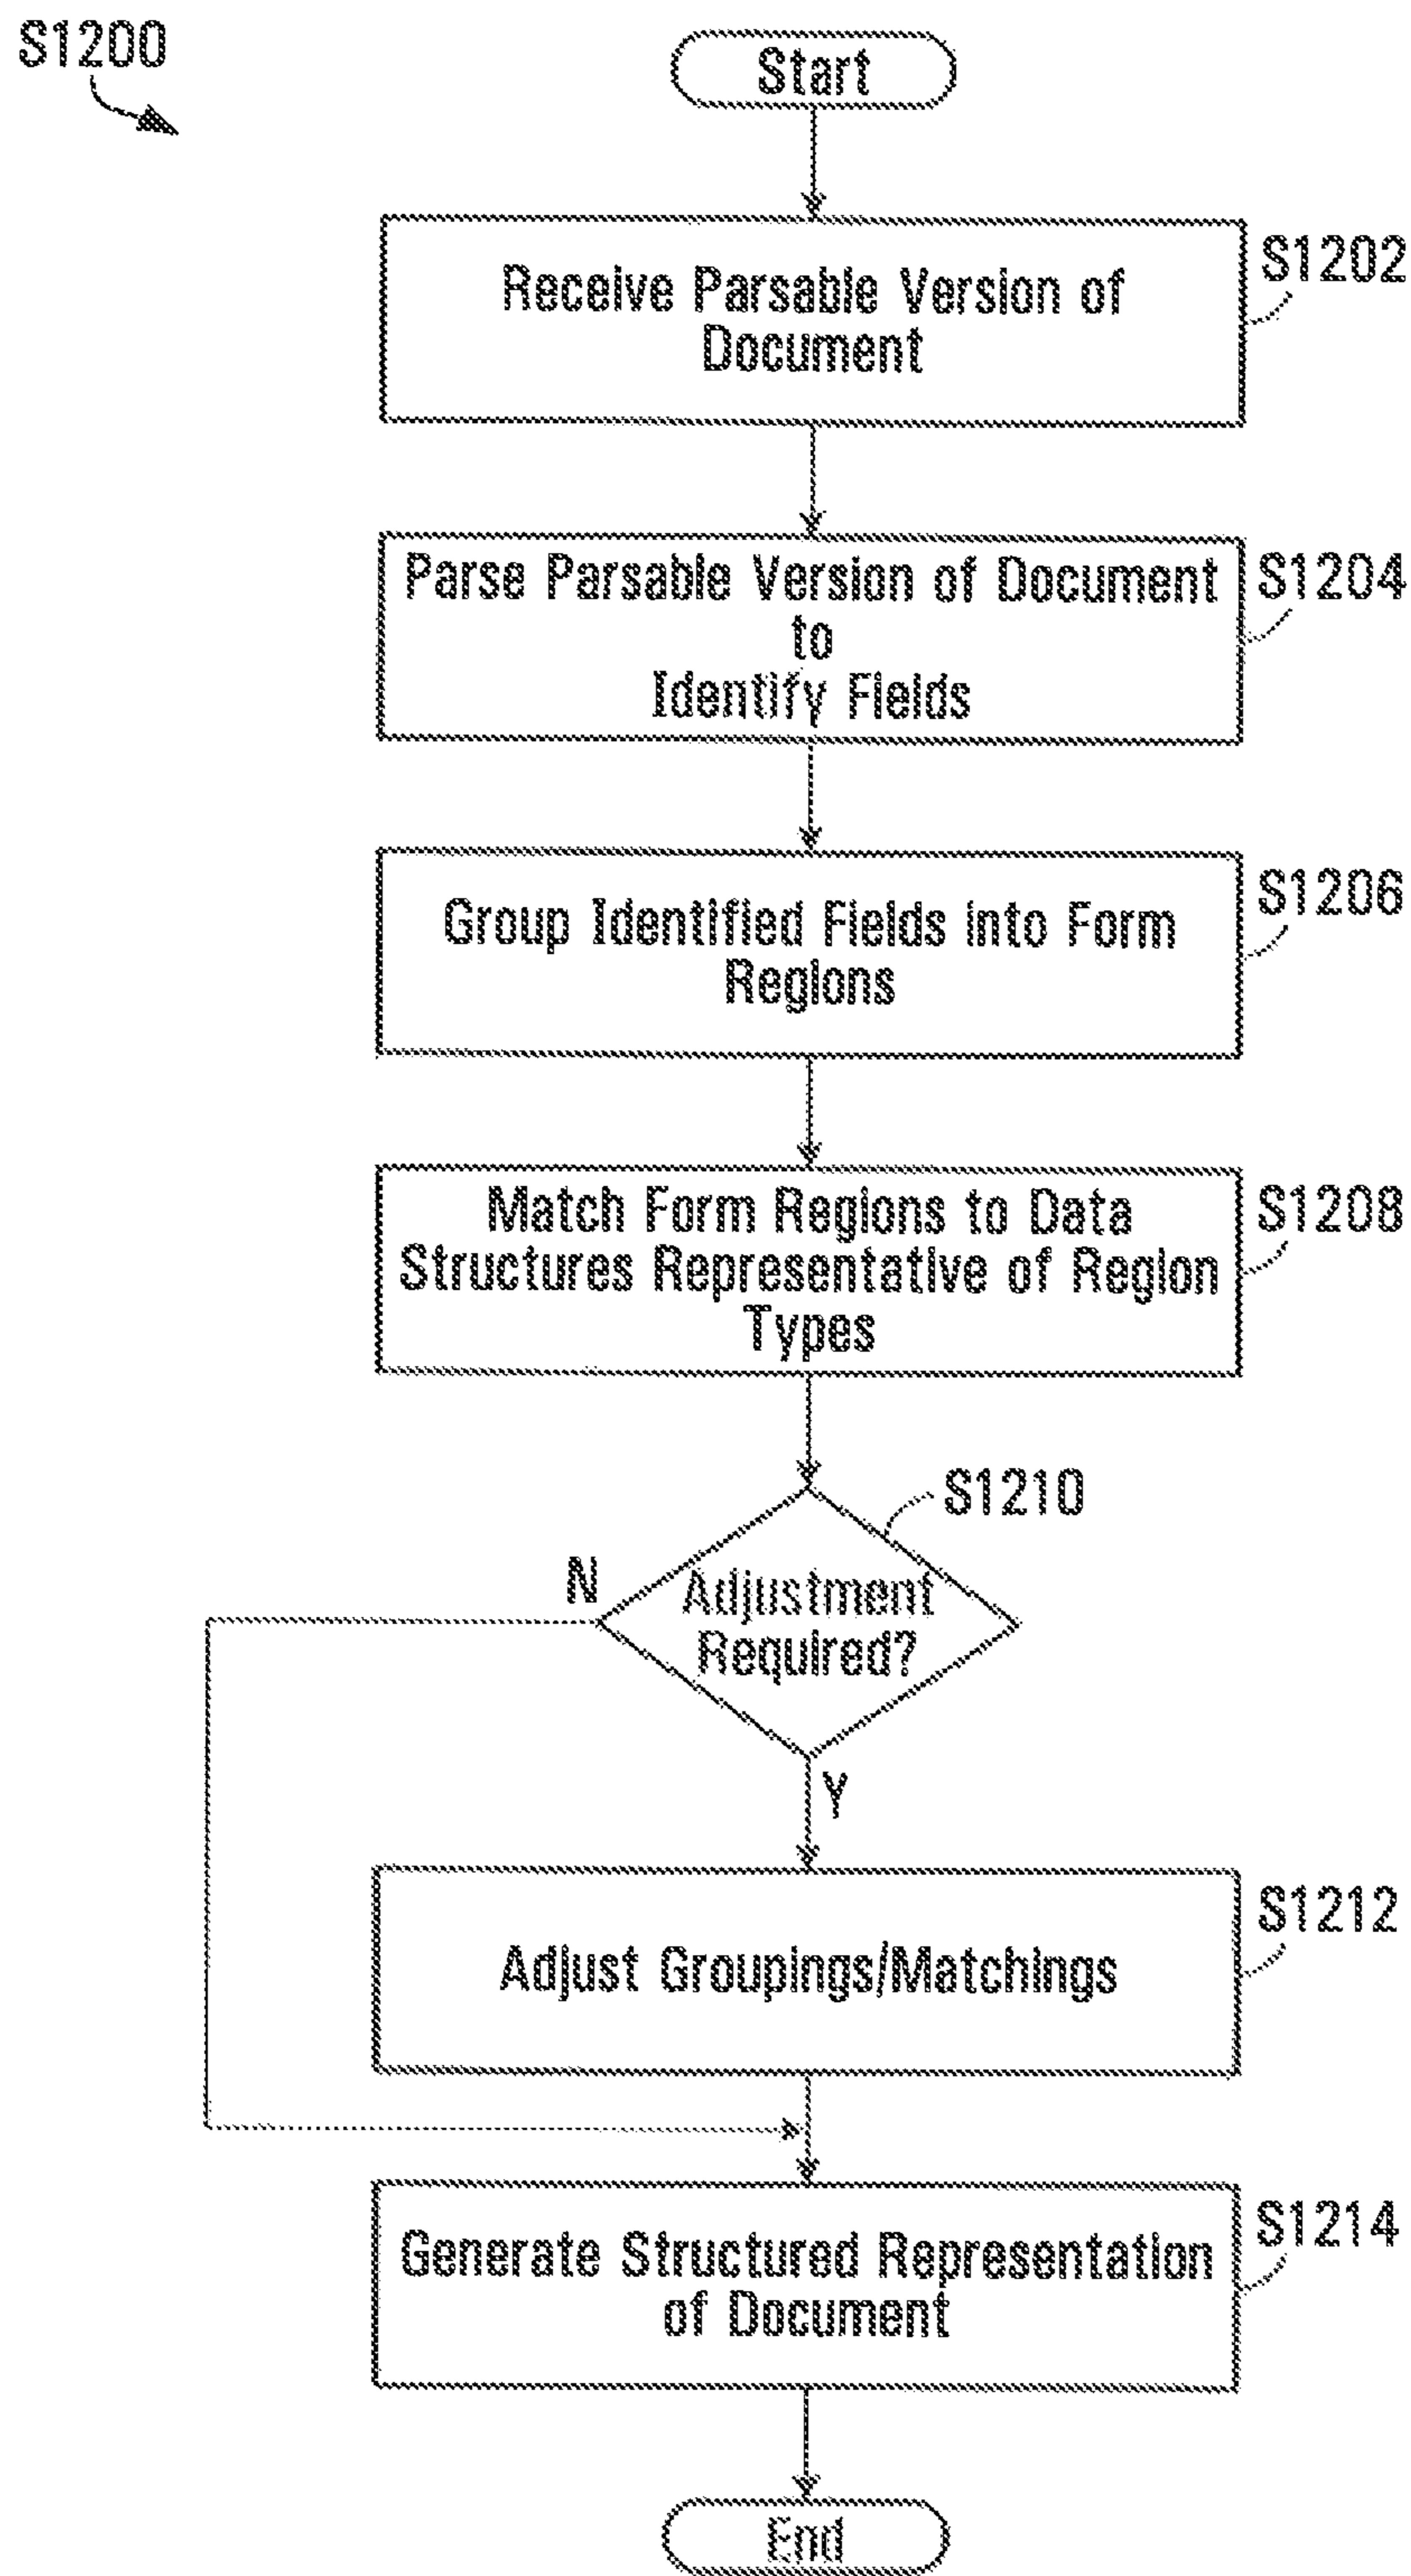 S1200
Start
Receive Parsable Version of
Document
S1202
Parse Parsable Version of Document
to
Identify Fields
S1204
Group Identified Fields into Form
Regions
S1206
Match Form Regions to Data
Structures Representative of Region
Types
S1208
S1210
Adjustment
Required?
N
Y
Adjust Groupings/Matchings
S1212
Generate Structured Representation
of Document
S1214
End